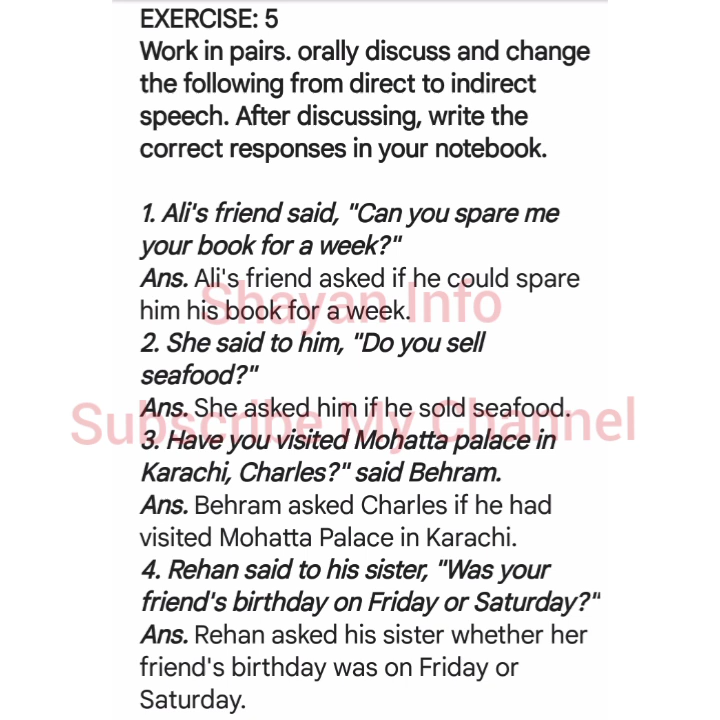 EXERCISE: 5
Work in pairs. orally discuss and change
the following from direct to indirect
speech. After discussing, write the
correct responses in your notebook.
1. Ali's friend said, "Can you spare me
your book for a week?"
Ans. Ali's friend asked if he could spare
him his book for a week.
Shayan Info
2. She said to him, "Do you sell
seafood?"
Ans. She asked him if he sold seafood.
Subscribe My Channel
3. Have you visited Mohatta palace in
Karachi, Charles?" said Behram.
Ans. Behram asked Charles if he had
visited Mohatta Palace in Karachi.
4. Rehan said to his sister, "Was your
friend's birthday on Friday or Saturday?"
Ans. Rehan asked his sister whether her
friend's birthday was on Friday or
Saturday.